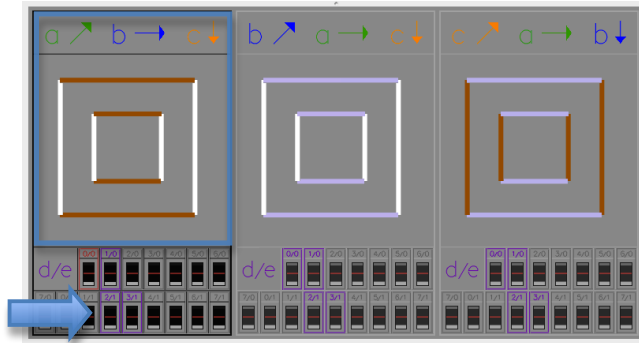 a ↗ b → c ↓ b ↗ a → c ↓ c ↗ a → b ↓
0/0 1/0 2/0 3/0 4/0 5/0 6/0 0/0 1/0 2/0 3/0 4/0 5/0 6/0 0/0 1/0 2/0 3/0 4/0 5/0 6/0
d/e d/e d/e
1/1 2/1 3/1 4/1 5/1 6/1 7/1 7/0 0/1 1/1 2/1 3/1 4/1 5/1 6/1 7/1 7/0 0/1 1/1 2/1 3/1 4/1 5/1 6/1 7/1